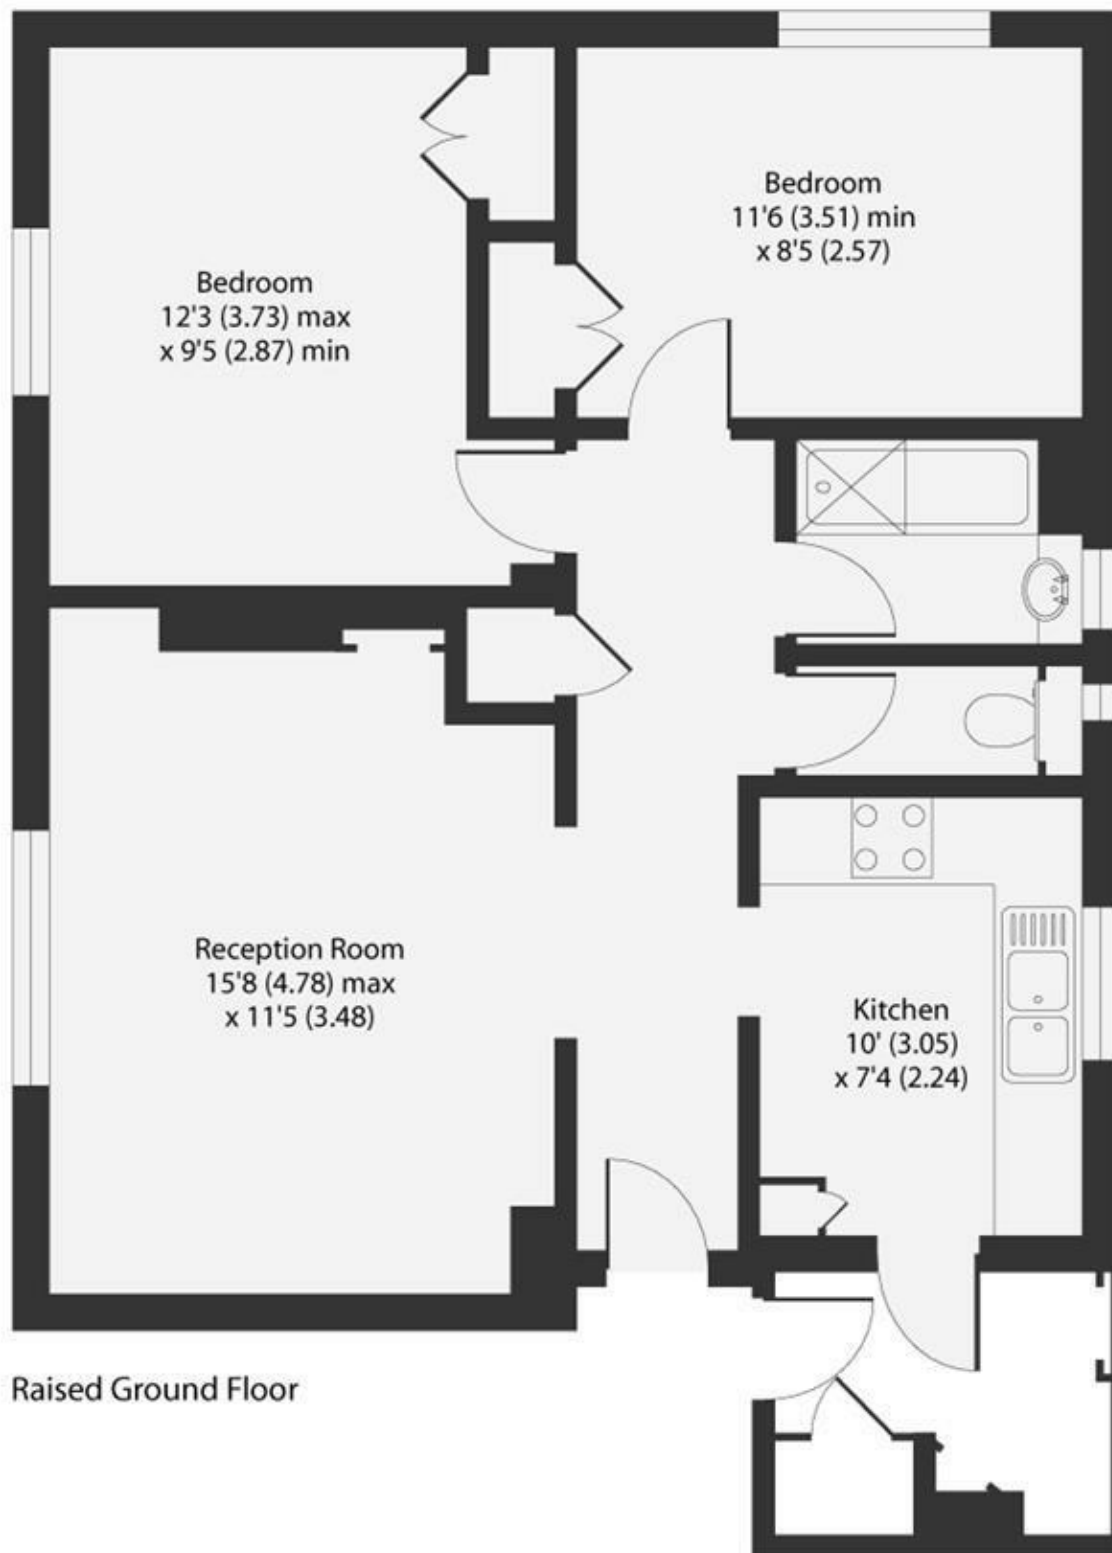 Bedroom
11'6 (3.51) min
x 8'5 (2.57)
Bedroom
12'3 (3.73) max
x 9'5 (2.87) min
Reception Room
15'8 (4.78) max
x 11'5 (3.48)
Kitchen
10' (3.05)
x 7'4 (2.24)
Raised Ground Floor